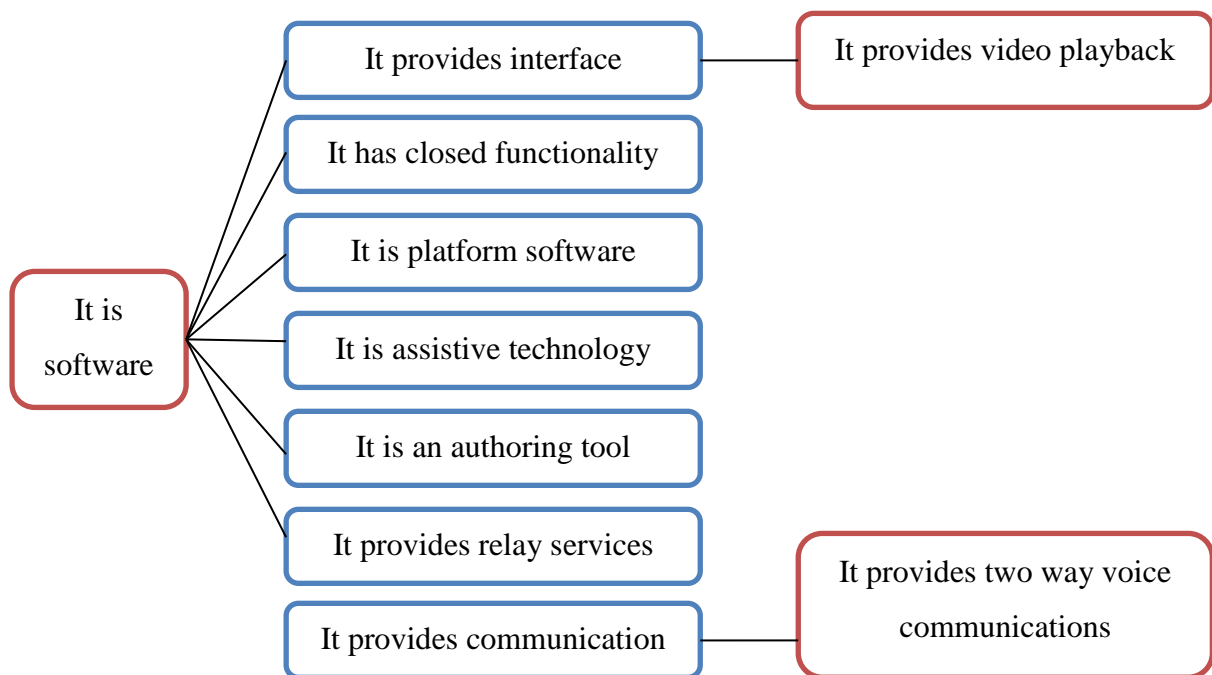 It is
software
It provides interface
It has closed functionality
It is platform software
It is assistive technology
It is an authoring tool
It provides relay services
It provides communication
It provides video playback
It provides two way voice
communications